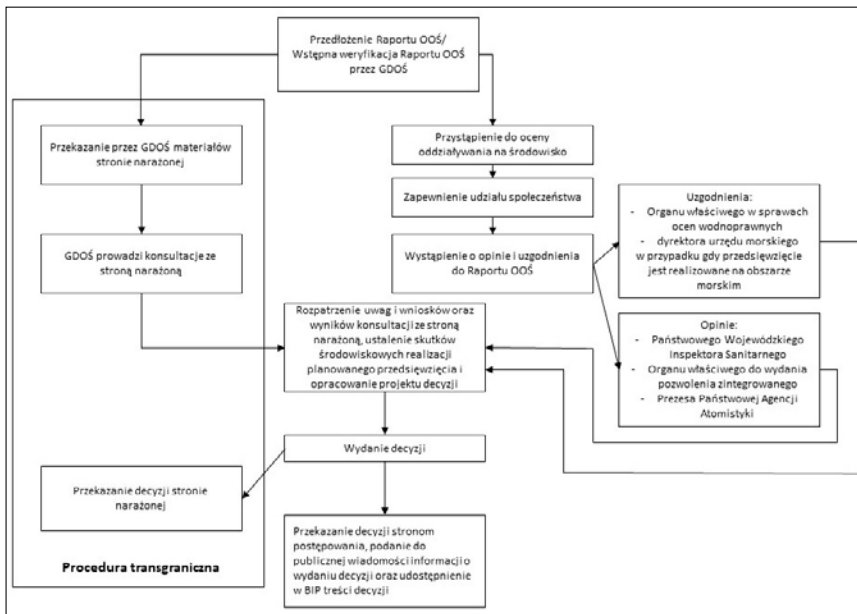 Przedłożenie Raportu OOŚ/
Wstępna weryfikacja Raportu OOŚ
przez GDOŚ
Przekazanie przez GDOŚ materiałów
stronie narażonej
GDOŚ prowadzi konsultacje ze
stroną narażoną
Przystąpienie do oceny
oddziaływania na środowisko
Zapewnienie udziału społeczeństwa
Wystąpienie o opinie i uzgodnienia
do Raportu OOŚ
Uzgodnienia:
- Organu właściwego w sprawach
ocen wodnoprawnych
- dyrektora urzędu morskiego
w przypadku gdy przedsięwzięcie
jest realizowane na obszarze
morskim
Opinie:
- Państwowego Wojewódzkiego
Inspektora Sanitarnego
- Organu właściwego do wydania
pozwolenia zintegrowanego
- Prezesa Państwowej Agencji
Atomistyki
Rozpatrzenie uwag i wniosków oraz
wyników konsultacji ze stroną
narażoną, ustalenie skutków
środowiskowych realizacji
planowanego przedsięwzięcia i
opracowanie projektu decyzji
Wydanie decyzji
Przekazanie decyzji stronie
narażonej
Przekazanie decyzji stronom
postępowania, podanie do
publicznej wiadomości informacji o
wydaniu decyzji oraz udostępnienie
w BIP treści decyzji
Procedura transgraniczna